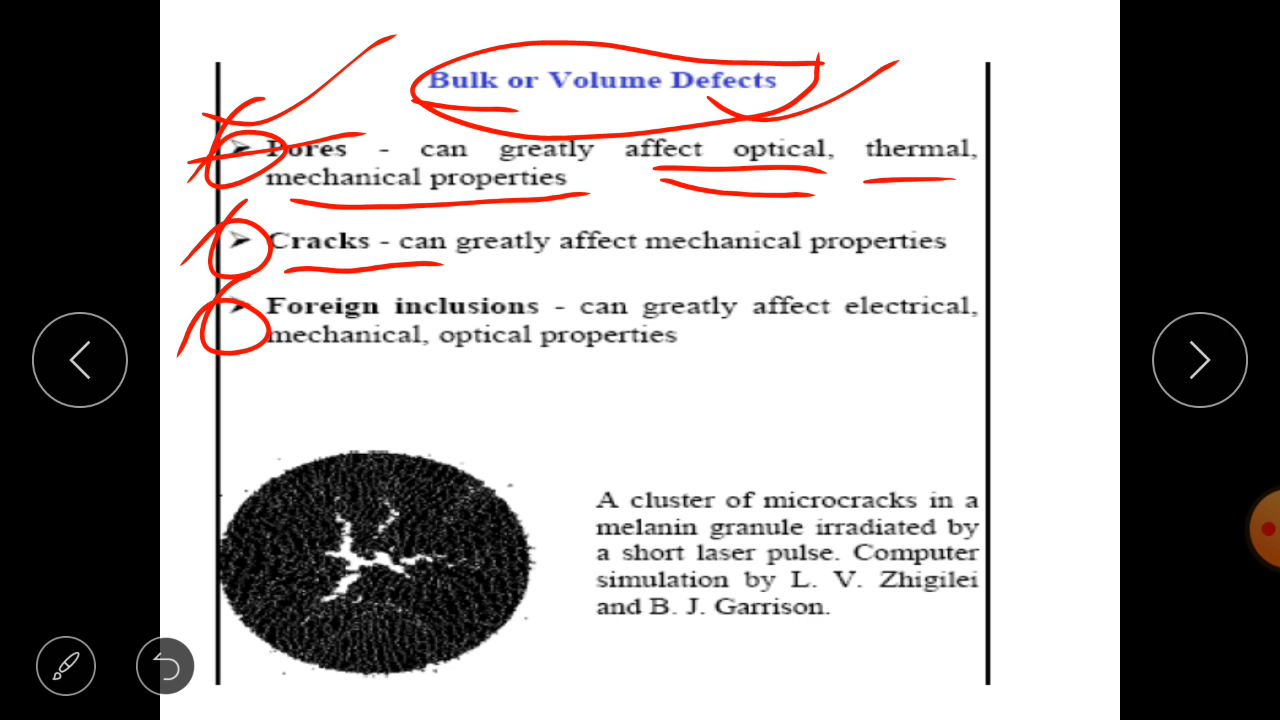 Bulk or Volume Defects
Pores - can greatly affect optical, thermal,
mechanical properties
Cracks - can greatly affect mechanical properties
Foreign inclusions - can greatly affect electrical,
mechanical, optical properties
A cluster of microcracks in a
melanin granule irradiated by
a short laser pulse. Computer
simulation by L. V. Zhigilei
and B. J. Garrison.